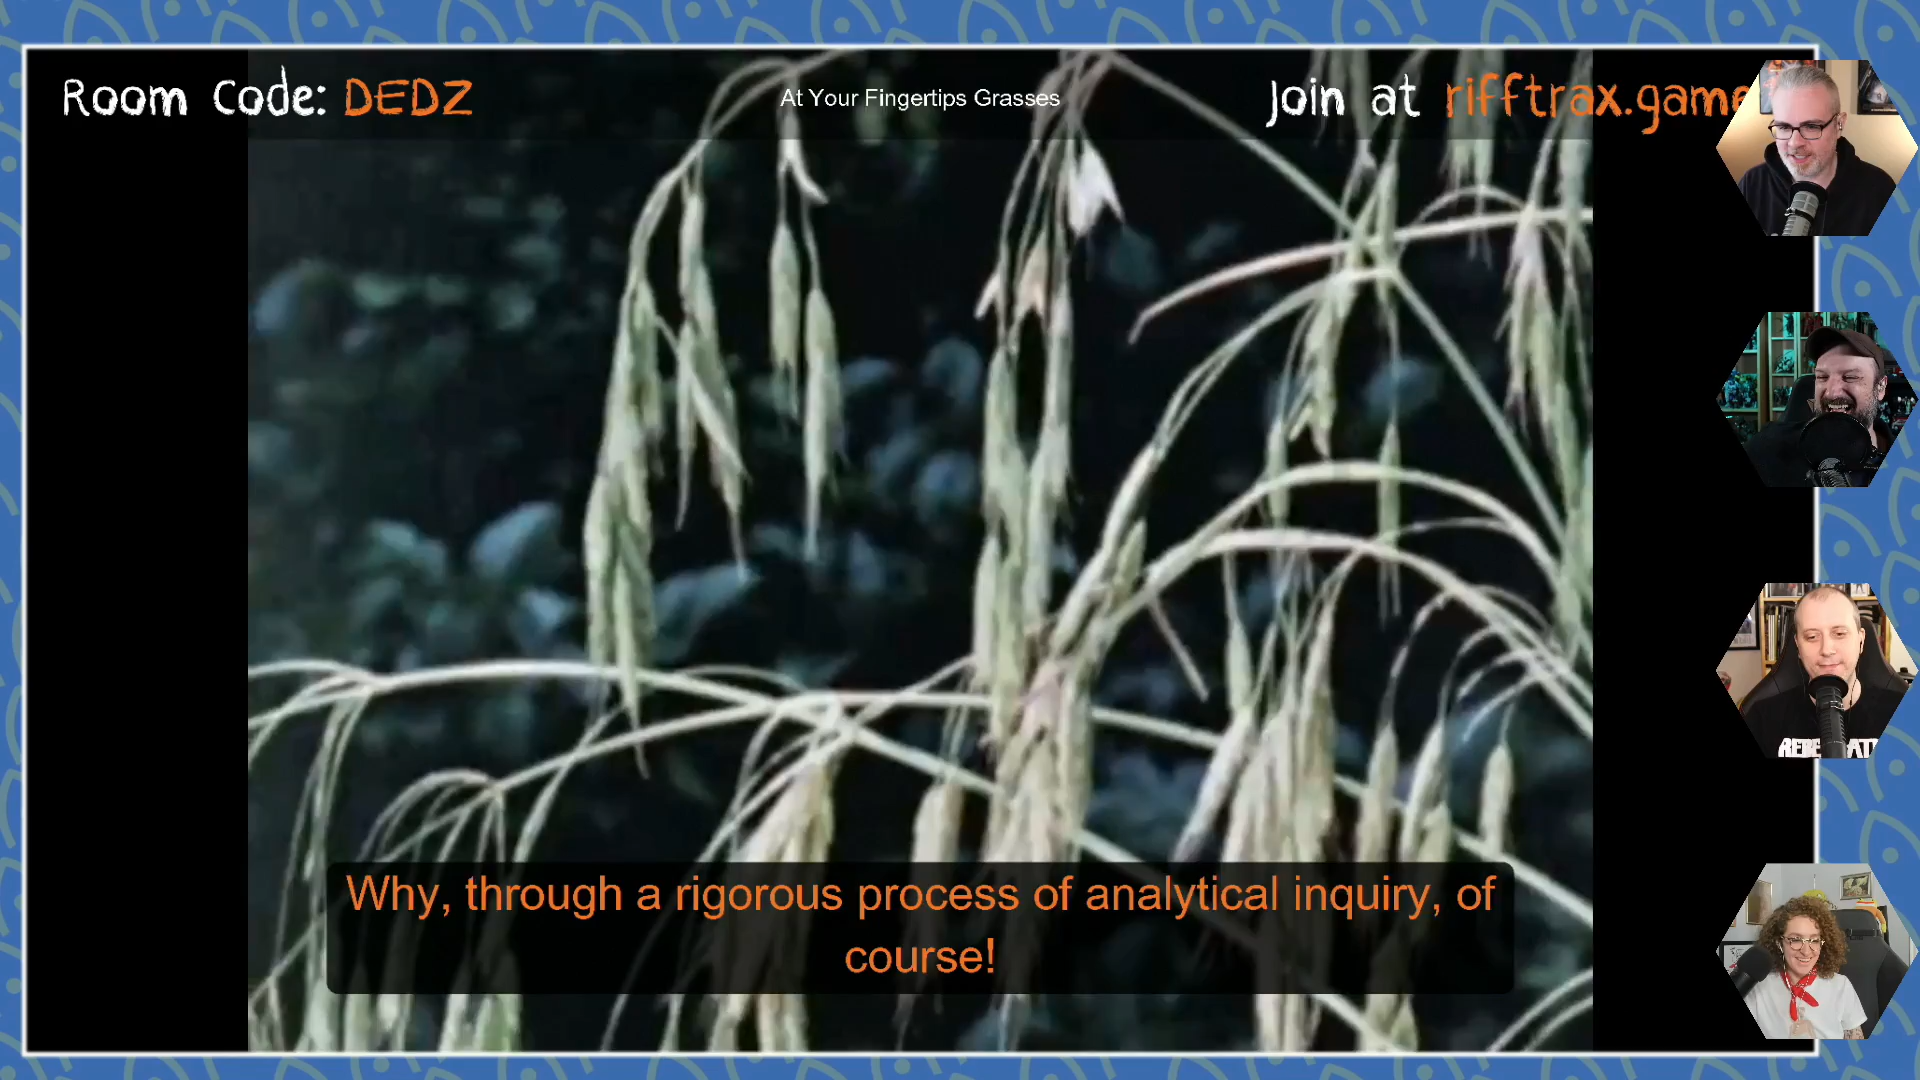 Room Code: DEDZ
At Your Fingertips Grasses
Join at rifftrax.game
Why, through a rigorous process of analytical inquiry, of
course!